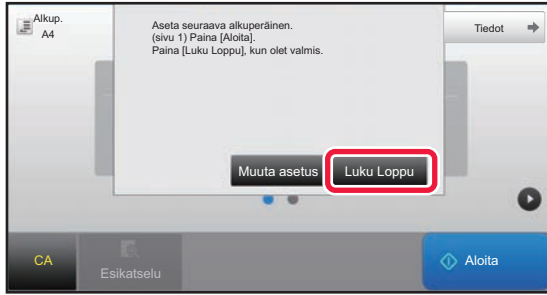 Alkup.
A4
Aseta seuraava alkuperäinen.
(sivu 1) Paina [Aloita].
Paina [Luku Loppu], kun olet valmis.
Tiedot
Muuta asetus
Luku Loppu
CA
Esikatselu
Aloita